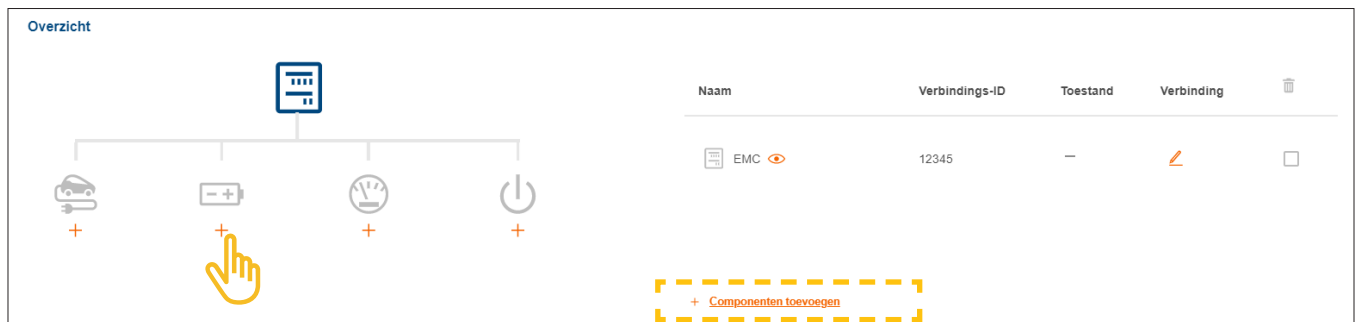 Overzicht
Naam Verbindings-ID Toestand Verbinding
EMC 12345 —
+ + + +
+ Componenten toevoegen